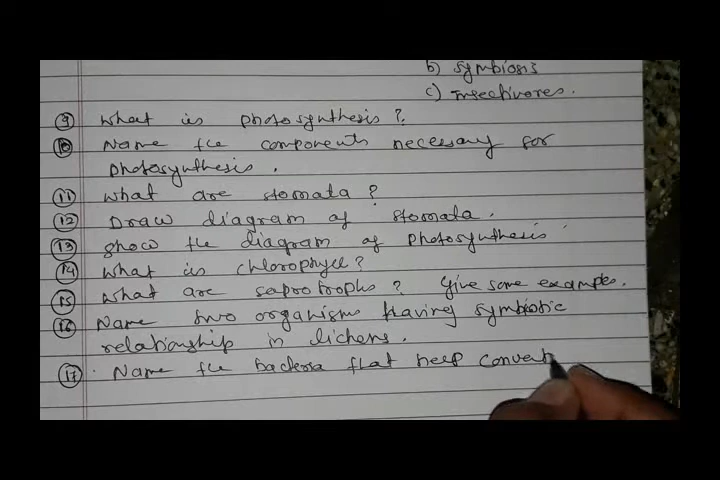 b) Symbiosis
c) Insectivores.
9 What is photosynthesis?
10 Name the components necessary for
photosynthesis.
11 What are stomata?
12 Draw diagram of stomata.
13 Show the diagram of photosynthesis
14 What is chlorophyll?
15 What are saprotrophs? Give some examples.
16 Name two organisms having symbiotic
relationship in lichens.
17 Name the bacteria that help convert